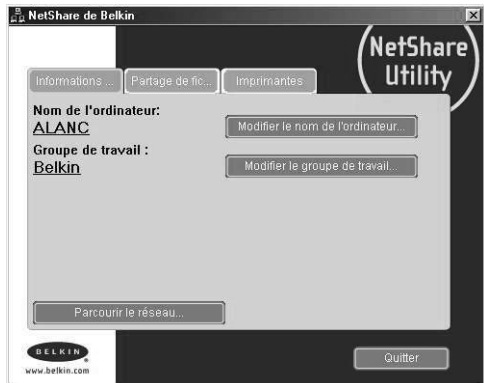 NetShare de Belkin
(NetShare
Utility)
Informations ...
Partage de fic...
Imprimantes
Nom de l'ordinateur:
ALANC
Modifier le nom de l'ordinateur...
Groupe de travail :
Belkin
Modifier le groupe de travail...
Parcourir le réseau...
BELKIN
www.belkin.com
Quitter